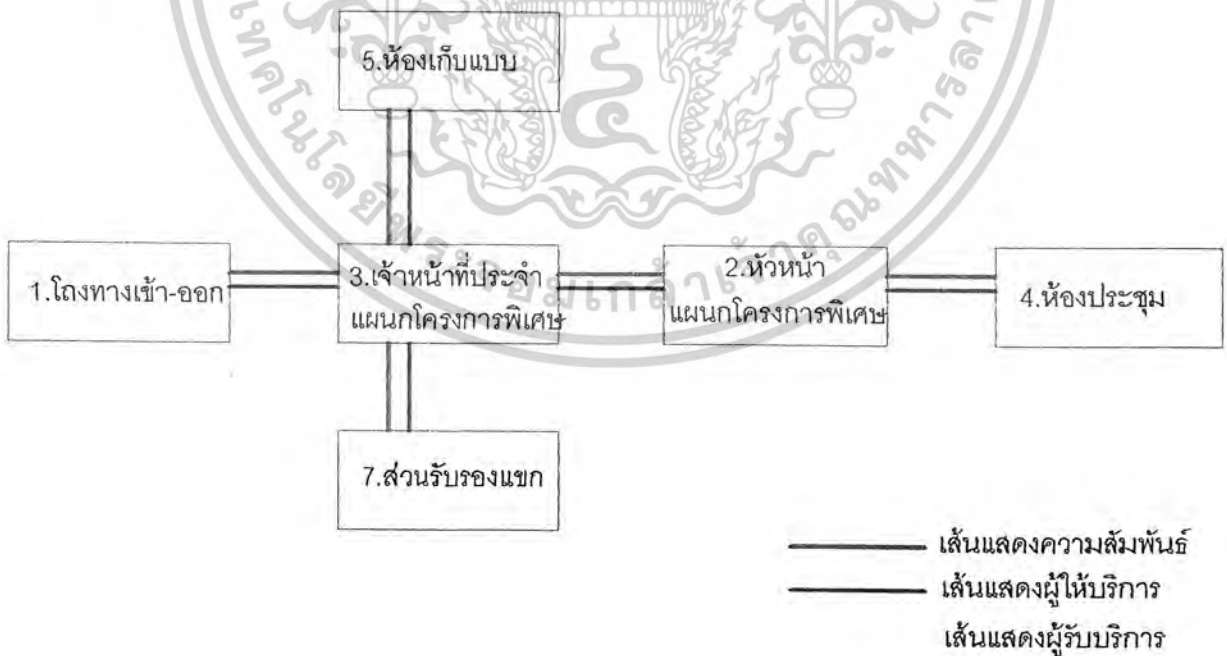 5.ห้องเก็บแบบ
1.โถงทางเข้า-ออก
3.เจ้าหน้าที่ประจำ
แผนกโครงการพิเศษ
2.หัวหน้า
แผนกโครงการพิเศษ
4.ห้องประชุม
7.ส่วนรับรองแขก
เส้นแสดงความสัมพันธ์
เส้นแสดงผู้ให้บริการ
เส้นแสดงผู้รับบริการ